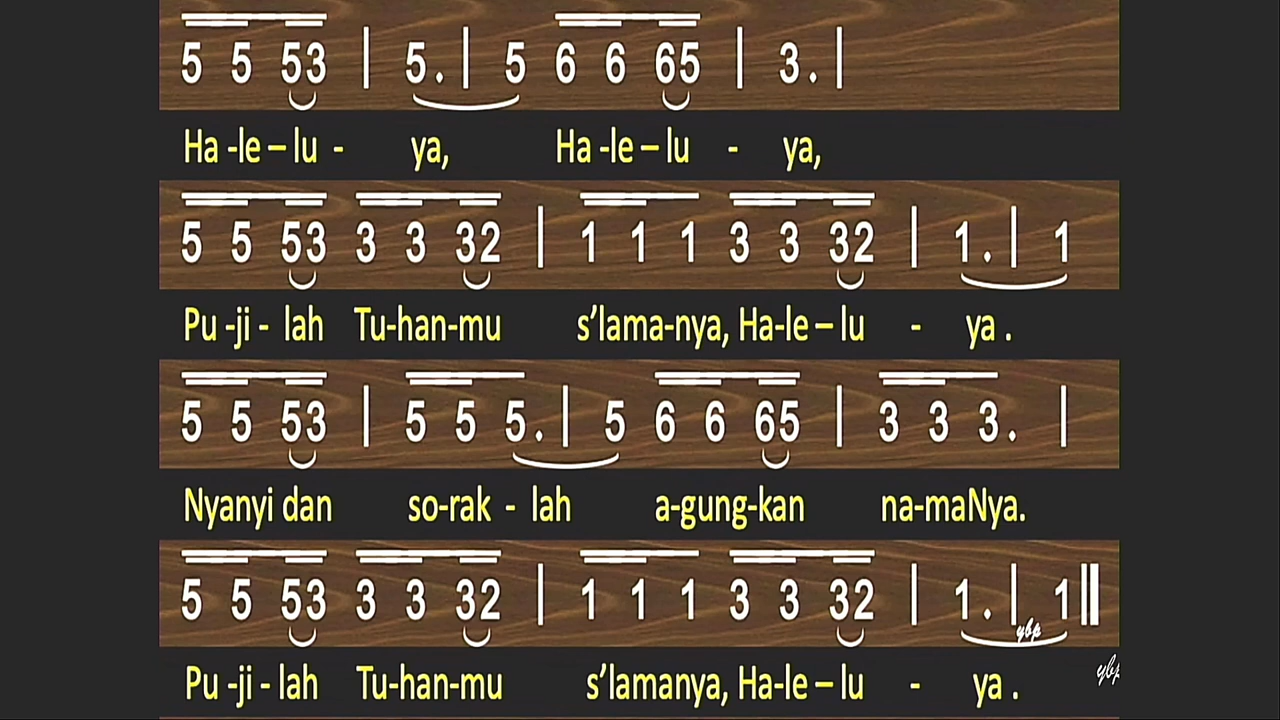 5 5 53 | 5. | 5 6 6 65 | 3. |
Ha -le – lu - ya, Ha -le – lu - ya,
5 5 53 3 3 32 | 1 1 1 3 3 32 | 1. | 1
Pu -ji - lah Tu-han-mu s’lama-nya, Ha-le – lu - ya .
5 5 53 | 5 5 5. | 5 6 6 65 | 3 3 3. |
Nyanyi dan so-rak - lah a-gung-kan na-maNya.
5 5 53 3 3 32 | 1 1 1 3 3 32 | 1. | 1 ||
ybp
Pu -ji - lah Tu-han-mu s’lamanya, Ha-le – lu - ya .
ybp